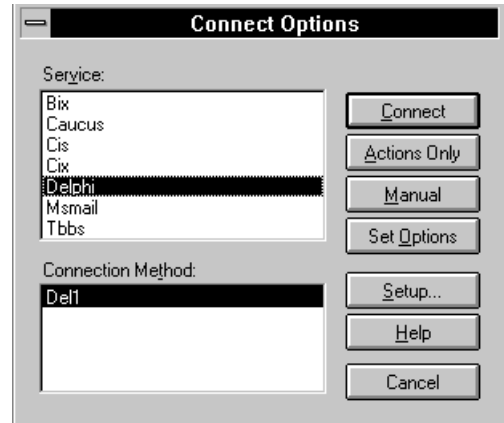 Connect Options
Service:
Bix
Caucus
Cis
Cix
Delphi
Msmail
Tbbs
Connection Method:
Del1
Connect
Actions Only
Manual
Set Options
Setup...
Help
Cancel